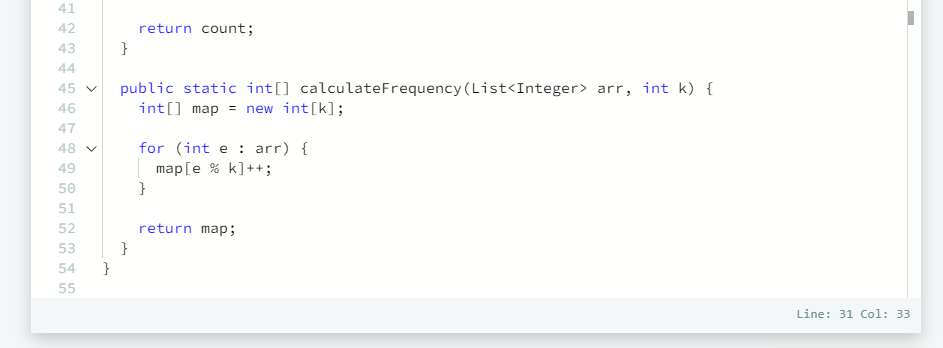 41
42 return count;
43 }
44
45 public static int[] calculateFrequency(List<Integer> arr, int k) {
46 int[] map = new int[k];
47
48 for (int e : arr) {
49 map[e % k]++;
50 }
51
52 return map;
53 }
54 }
55
Line: 31 Col: 33